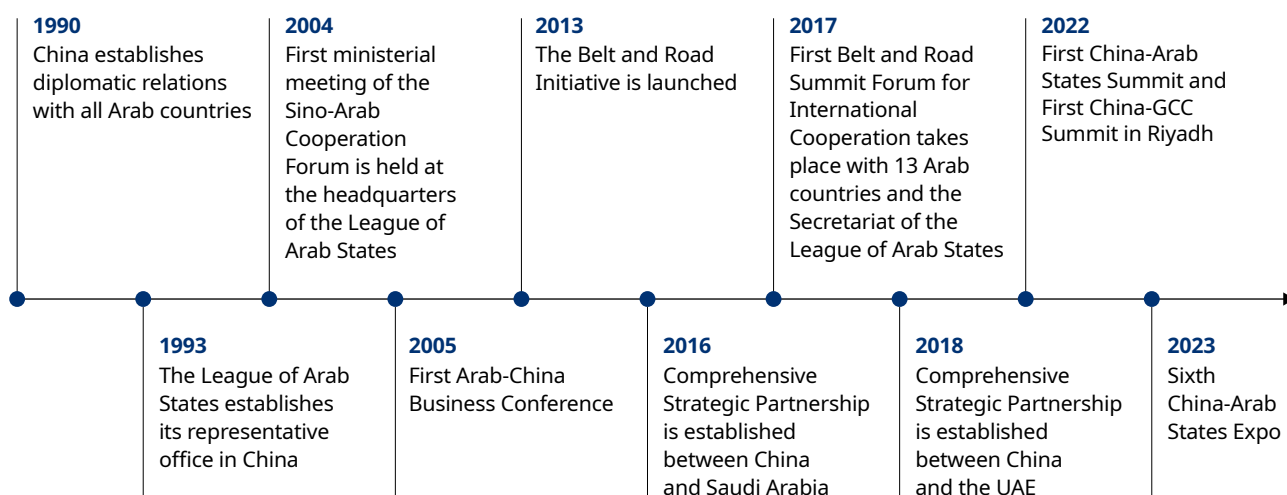 1990
China establishes
diplomatic relations
with all Arab countries
2004
First ministerial
meeting of the
Sino-Arab
Cooperation
Forum is held at
the headquarters
of the League of
Arab States
2013
The Belt and Road
Initiative is launched
2017
First Belt and Road
Summit Forum for
International
Cooperation takes
place with 13 Arab
countries and the
Secretariat of the
League of Arab States
2022
First China-Arab
States Summit and
First China-GCC
Summit in Riyadh
1993
The League of Arab
States establishes
its representative
office in China
2005
First Arab-China
Business Conference
2016
Comprehensive
Strategic Partnership
is established
between China
and Saudi Arabia
2018
Comprehensive
Strategic Partnership
is established
between China
and the UAE
2023
Sixth
China-Arab
States Expo